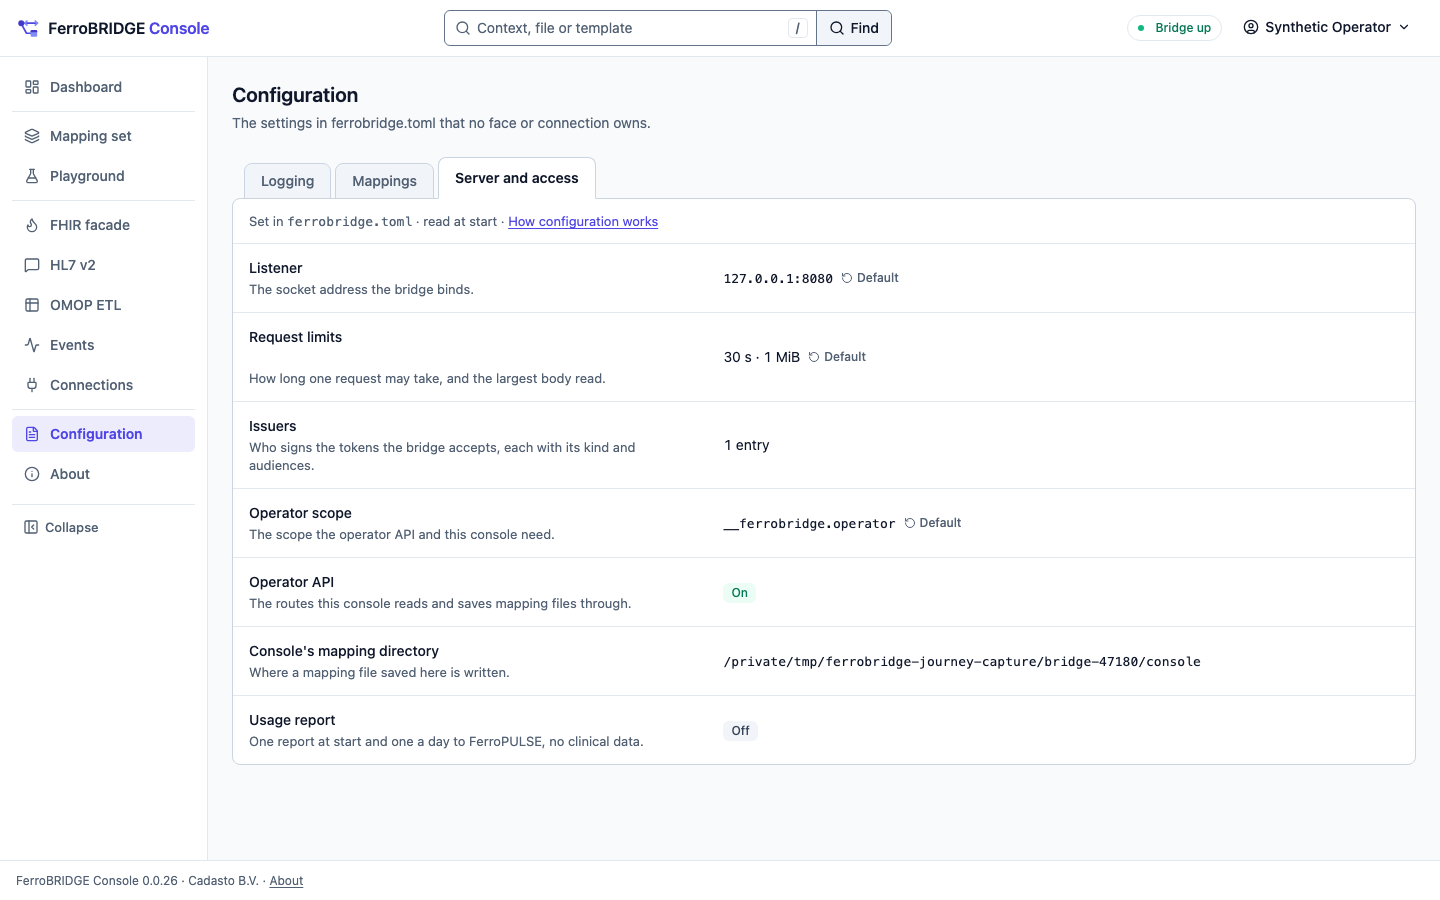 FerroBRIDGE Console
Context, file or template
/
Find
Bridge up
Synthetic Operator
Dashboard
Mapping set
Playground
FHIR facade
HL7 v2
OMOP ETL
Events
Connections
Configuration
About
Collapse
Configuration
The settings in ferrobridge.toml that no face or connection owns.
Logging
Mappings
Server and access
Set in ferrobridge.toml · read at start · How configuration works
Listener
The socket address the bridge binds.
127.0.0.1:8080 Default
Request limits
How long one request may take, and the largest body read.
30 s · 1 MiB Default
Issuers
Who signs the tokens the bridge accepts, each with its kind and
audiences.
1 entry
Operator scope
The scope the operator API and this console need.
__ferrobridge.operator Default
Operator API
The routes this console reads and saves mapping files through.
On
Console's mapping directory
Where a mapping file saved here is written.
/private/tmp/ferrobridge-journey-capture/bridge-47180/console
Usage report
One report at start and one a day to FerroPULSE, no clinical data.
Off
FerroBRIDGE Console 0.0.26 · Cadasto B.V. · About